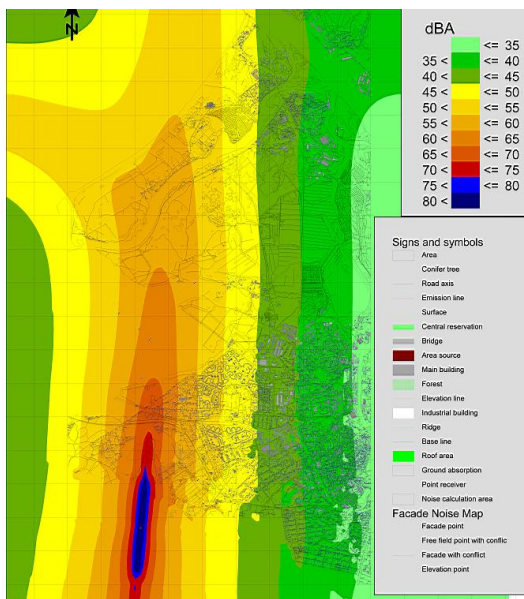 N
dBA
<= 35
35 < <= 40
40 < <= 45
45 < <= 50
50 < <= 55
55 < <= 60
60 < <= 65
65 < <= 70
70 < <= 75
75 < <= 80
80 <
Signs and symbols
Area
Conifer tree
Road axis
Emission line
Surface
Central reservation
Bridge
Area source
Main building
Forest
Elevation line
Industrial building
Ridge
Base line
Roof area
Ground absorption
Point receiver
Noise calculation area
Facade Noise Map
Facade point
Free field point with conflic
Facade with conflict
Elevation point